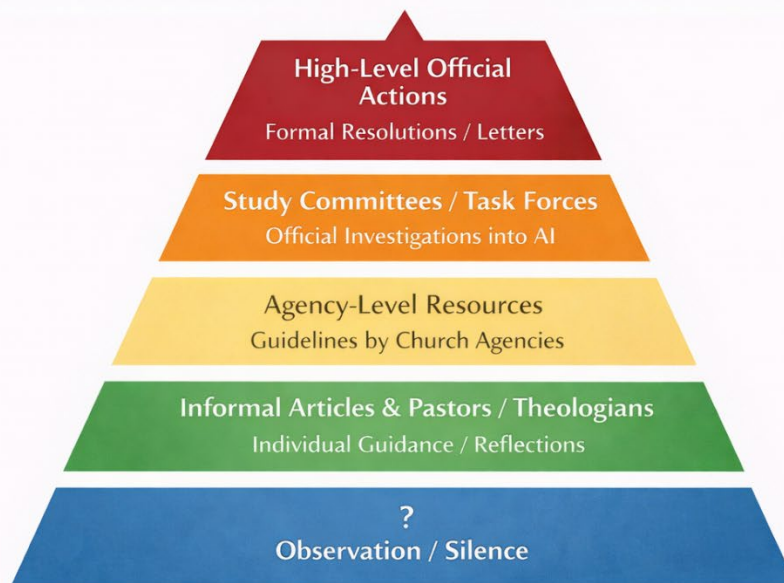 High-Level Official
Actions
Formal Resolutions / Letters
Study Committees / Task Forces
Official Investigations into AI
Agency-Level Resources
Guidelines by Church Agencies
Informal Articles & Pastors / Theologians
Individual Guidance / Reflections
?
Observation / Silence